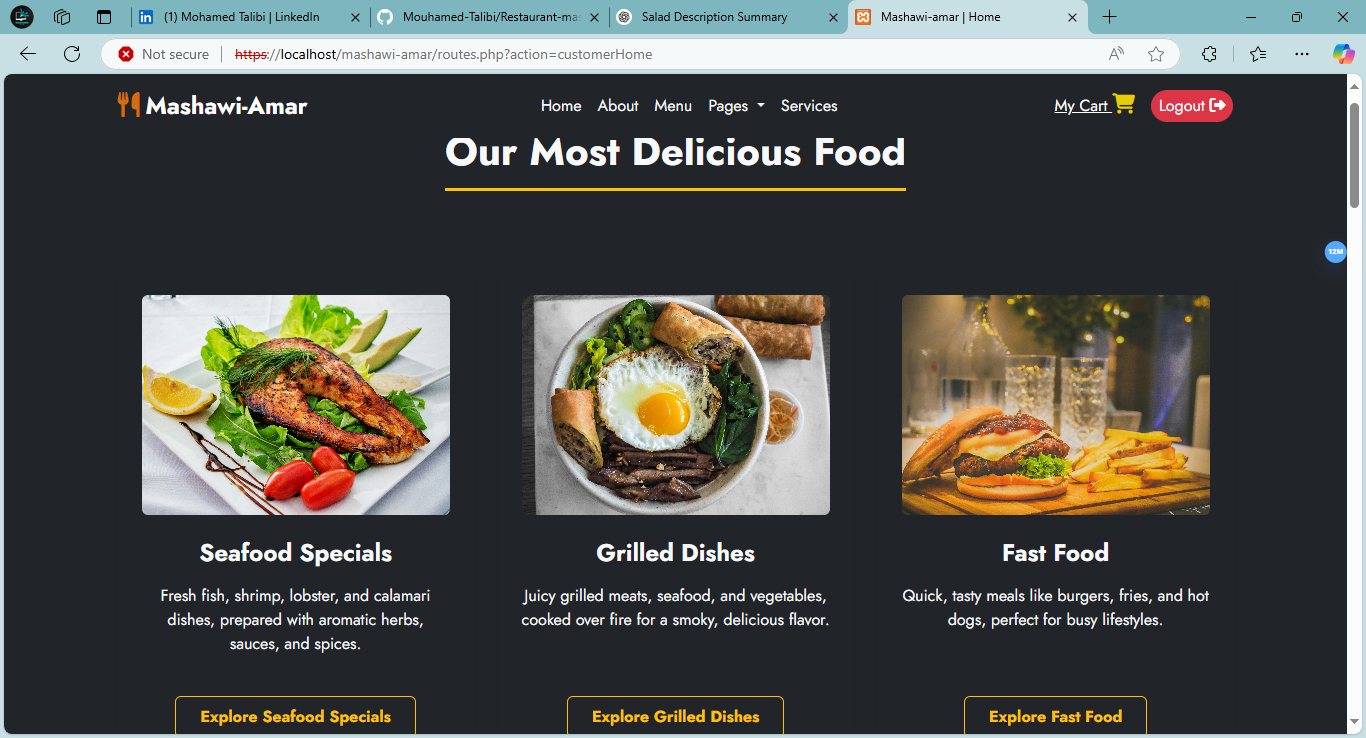 (1) Mohamed Talibi | LinkedIn
Mouhamed-Talibi/Restaurant-mas
Salad Description Summary
Mashawi-amar | Home
Not secure
https://localhost/mashawi-amar/routes.php?action=customerHome
Mashawi-Amar
Home
About
Menu
Pages
Services
My Cart
Logout
Our Most Delicious Food
12M
Seafood Specials
Fresh fish, shrimp, lobster, and calamari
dishes, prepared with aromatic herbs,
sauces, and spices.
Explore Seafood Specials
Grilled Dishes
Juicy grilled meats, seafood, and vegetables,
cooked over fire for a smoky, delicious flavor.
Explore Grilled Dishes
Fast Food
Quick, tasty meals like burgers, fries, and hot
dogs, perfect for busy lifestyles.
Explore Fast Food